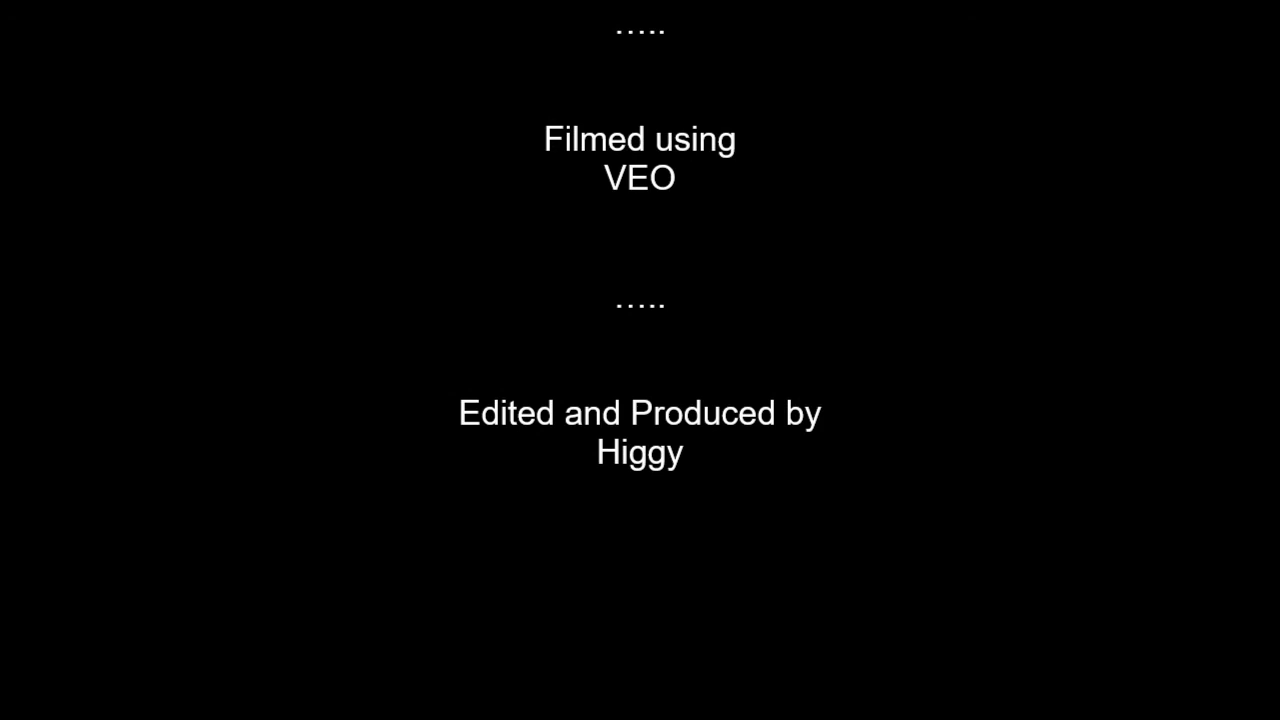 .....
Filmed using
VEO
.....
Edited and Produced by
Higgy